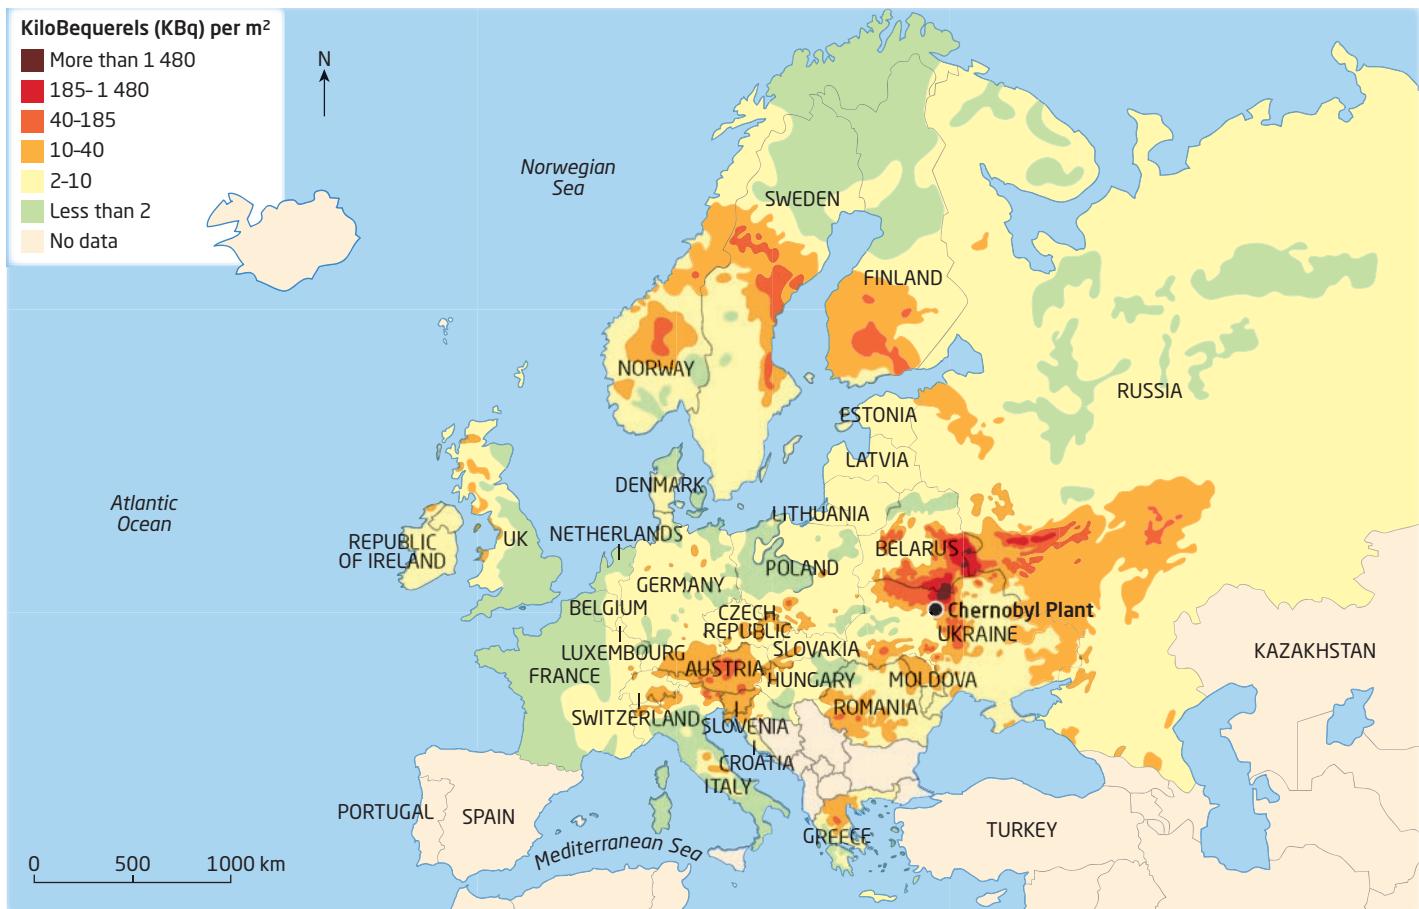 KiloBequerels (KBq) per m²
More than 1 480
185– 1 480
40–185
10–40
2–10
Less than 2
No data
N
Norwegian
Sea
SWEDEN
FINLAND
NORWAY
RUSSIA
ESTONIA
LATVIA
DENMARK
Atlantic
Ocean
LITHUANIA
NETHERLANDS
UK
REPUBLIC
OF IRELAND
BELARUS
POLAND
GERMANY
BELGIUM
Chernobyl Plant
CZECH
REPUBLIC
UKRAINE
SLOVAKIA
LUXEMBOURG
KAZAKHSTAN
AUSTRIA
FRANCE
HUNGARY
MOLDOVA
ROMANIA
SWITZERLAND
SLOVENIA
CROATIA
ITALY
PORTUGAL
SPAIN
TURKEY
GREECE
Mediterranean Sea
0 500 1000 km